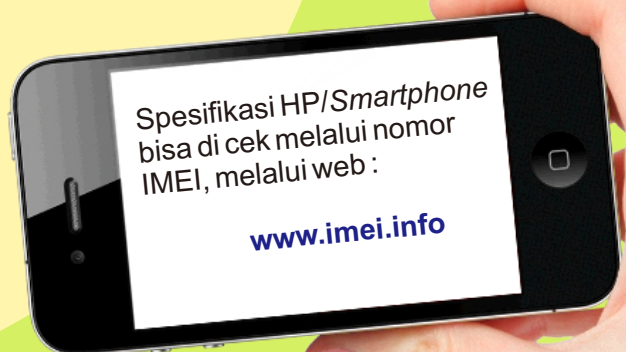 Spesifikasi HP/Smartphone
bisa di cek melalui nomor
IMEI, melalui web :
www.imei.info